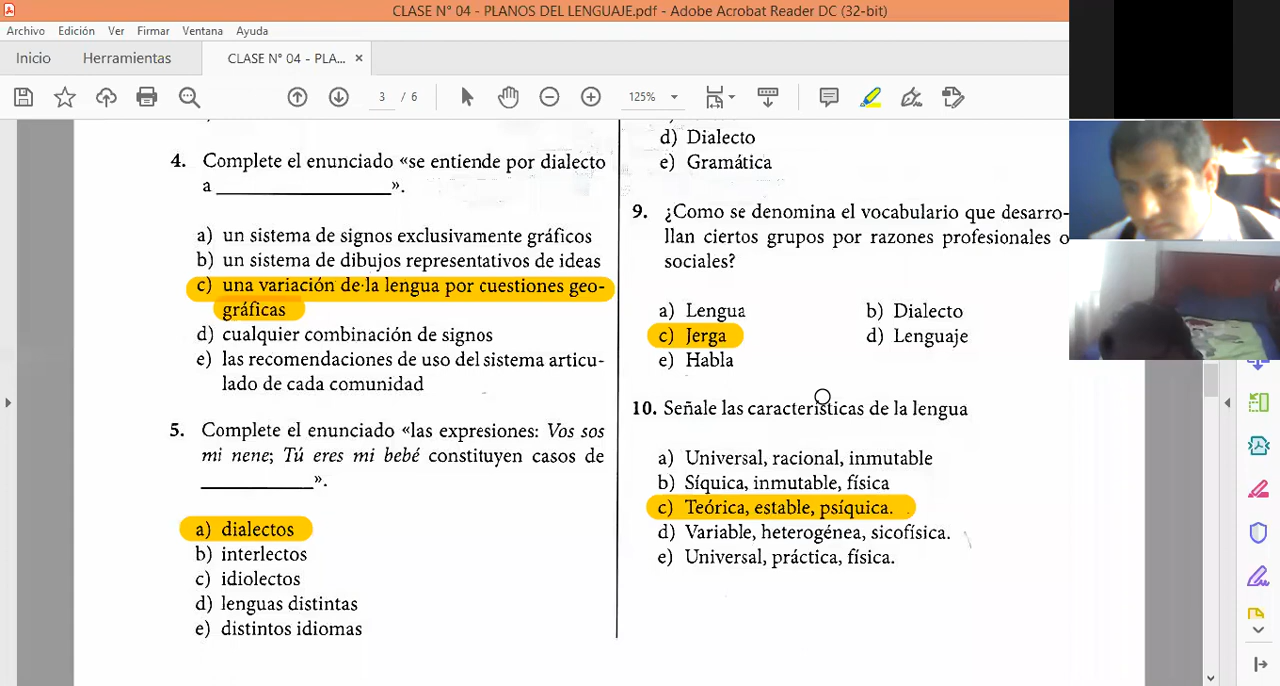 CLASE N° 04 - PLANOS DEL LENGUAJE.pdf - Adobe Acrobat Reader DC (32-bit)
Archivo Edición Ver Firmar Ventana Ayuda
Inicio Herramientas CLASE N° 04 - PLA... ×
3 / 6 125%
4. Complete el enunciado «se entiende por dialecto
a ________________».
a) un sistema de signos exclusivamente gráficos
b) un sistema de dibujos representativos de ideas
c) una variación de la lengua por cuestiones geo-
gráficas
d) cualquier combinación de signos
e) las recomendaciones de uso del sistema articu-
lado de cada comunidad
5. Complete el enunciado «las expresiones: Vos sos
mi nene; Tú eres mi bebé constituyen casos de
__________».
a) dialectos
b) interlectos
c) idiolectos
d) lenguas distintas
e) distintos idiomas
d) Dialecto
e) Gramática
9. ¿Como se denomina el vocabulario que desarro-
llan ciertos grupos por razones profesionales o
sociales?
a) Lengua b) Dialecto
c) Jerga d) Lenguaje
e) Habla
10. Señale las características de la lengua
a) Universal, racional, inmutable
b) Síquica, inmutable, física
c) Teórica, estable, psíquica.
d) Variable, heterogénea, sicofísica.
e) Universal, práctica, física.